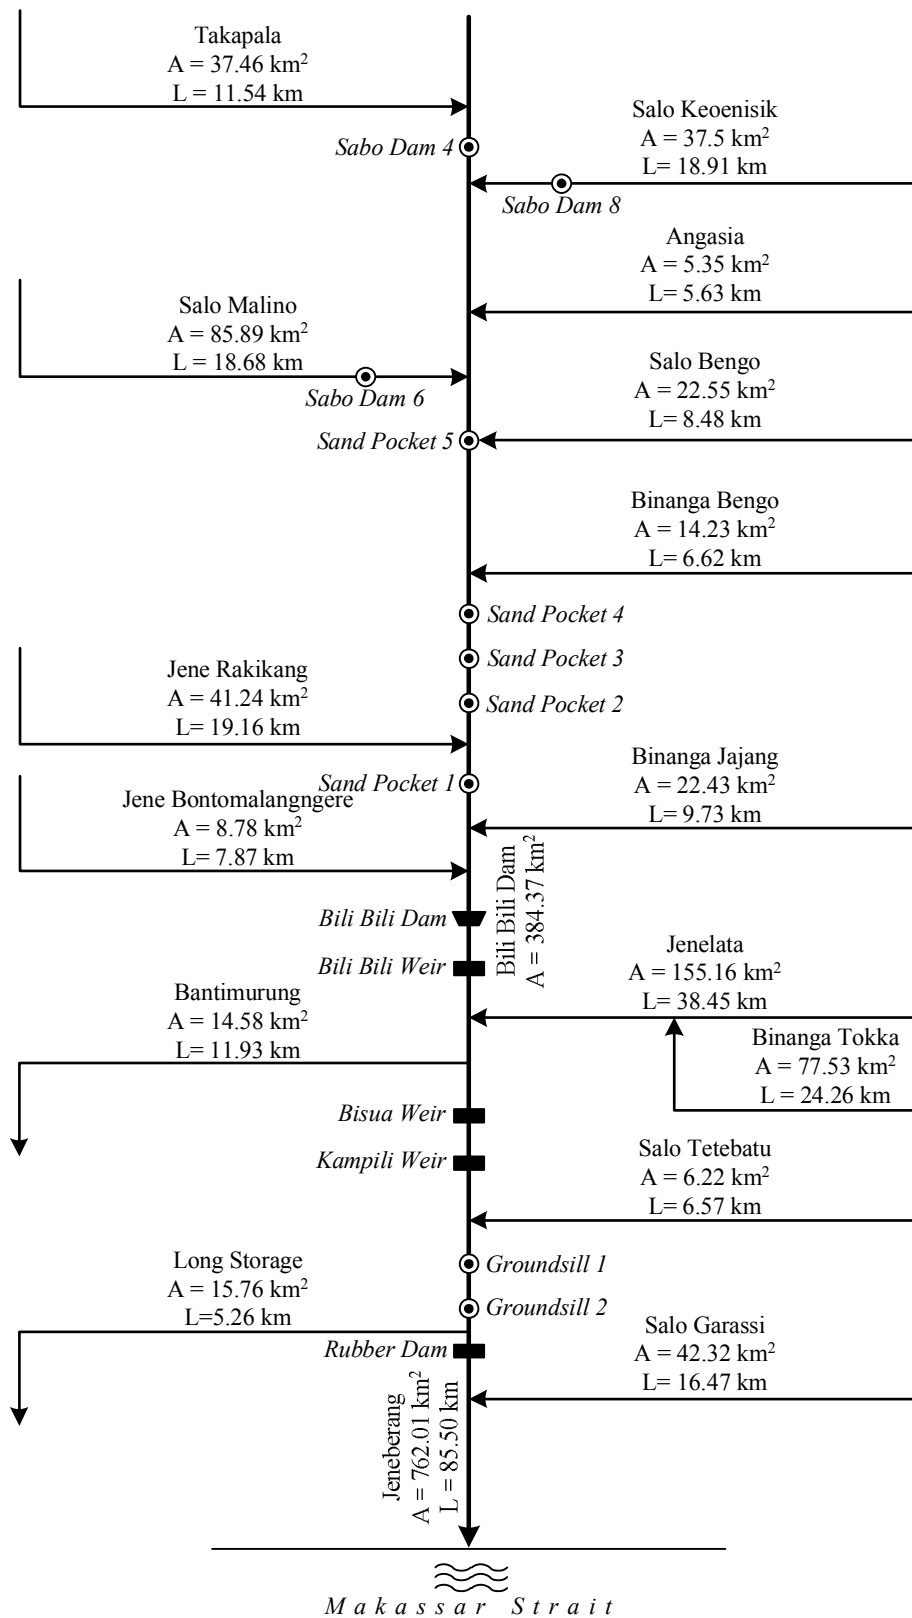 Takapala
A = 37.46 km²
L = 11.54 km
Salo Keoenisik
A = 37.5 km²
L= 18.91 km
Sabo Dam 4
Sabo Dam 8
Angasia
A = 5.35 km²
L= 5.63 km
Salo Malino
A = 85.89 km²
L = 18.68 km
Sabo Dam 6
Salo Bengo
A = 22.55 km²
L= 8.48 km
Sand Pocket 5
Binanga Bengo
A = 14.23 km²
L= 6.62 km
Sand Pocket 4
Sand Pocket 3
Sand Pocket 2
Jene Rakikang
A = 41.24 km²
L= 19.16 km
Sand Pocket 1
Binanga Jajang
A = 22.43 km²
L= 9.73 km
Jene Bontomalangngere
A = 8.78 km²
L= 7.87 km
Bili Bili Dam
A = 384.37 km²
Bili Bili Dam
Bili Bili Weir
Jenelata
A = 155.16 km²
L= 38.45 km
Bantimurung
A = 14.58 km²
L= 11.93 km
Binanga Tokka
A = 77.53 km²
L = 24.26 km
Bisua Weir
Kampili Weir
Salo Tetebatu
A = 6.22 km²
L= 6.57 km
Groundsill 1
Groundsill 2
Long Storage
A = 15.76 km²
L=5.26 km
Rubber Dam
Salo Garassi
A = 42.32 km²
L= 16.47 km
Jeneberang
A = 762.01 km²
L = 85.50 km
Makassar Strait